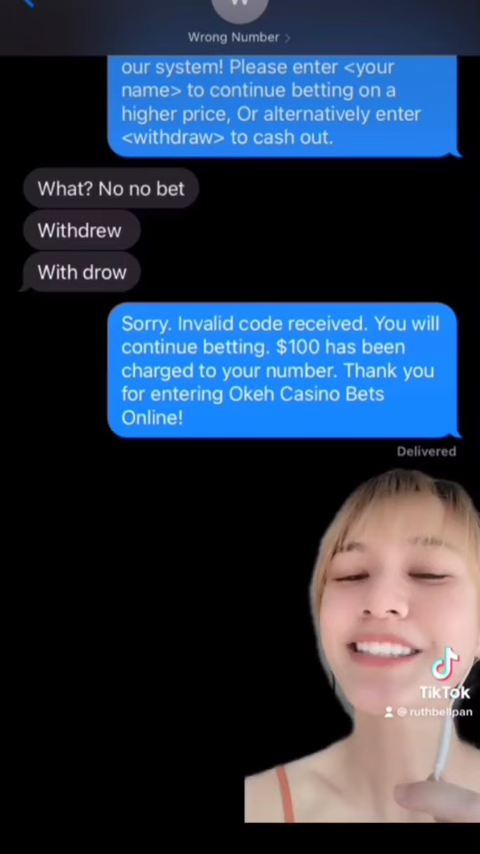 Wrong Number >
our system! Please enter <your
name> to continue betting on a
higher price, Or alternatively enter
<withdraw> to cash out.
What? No no bet
Withdrew
With drow
Sorry. Invalid code received. You will
continue betting. $100 has been
charged to your number. Thank you
for entering Okeh Casino Bets
Online!
Delivered
TikTok
@ruthbellpan